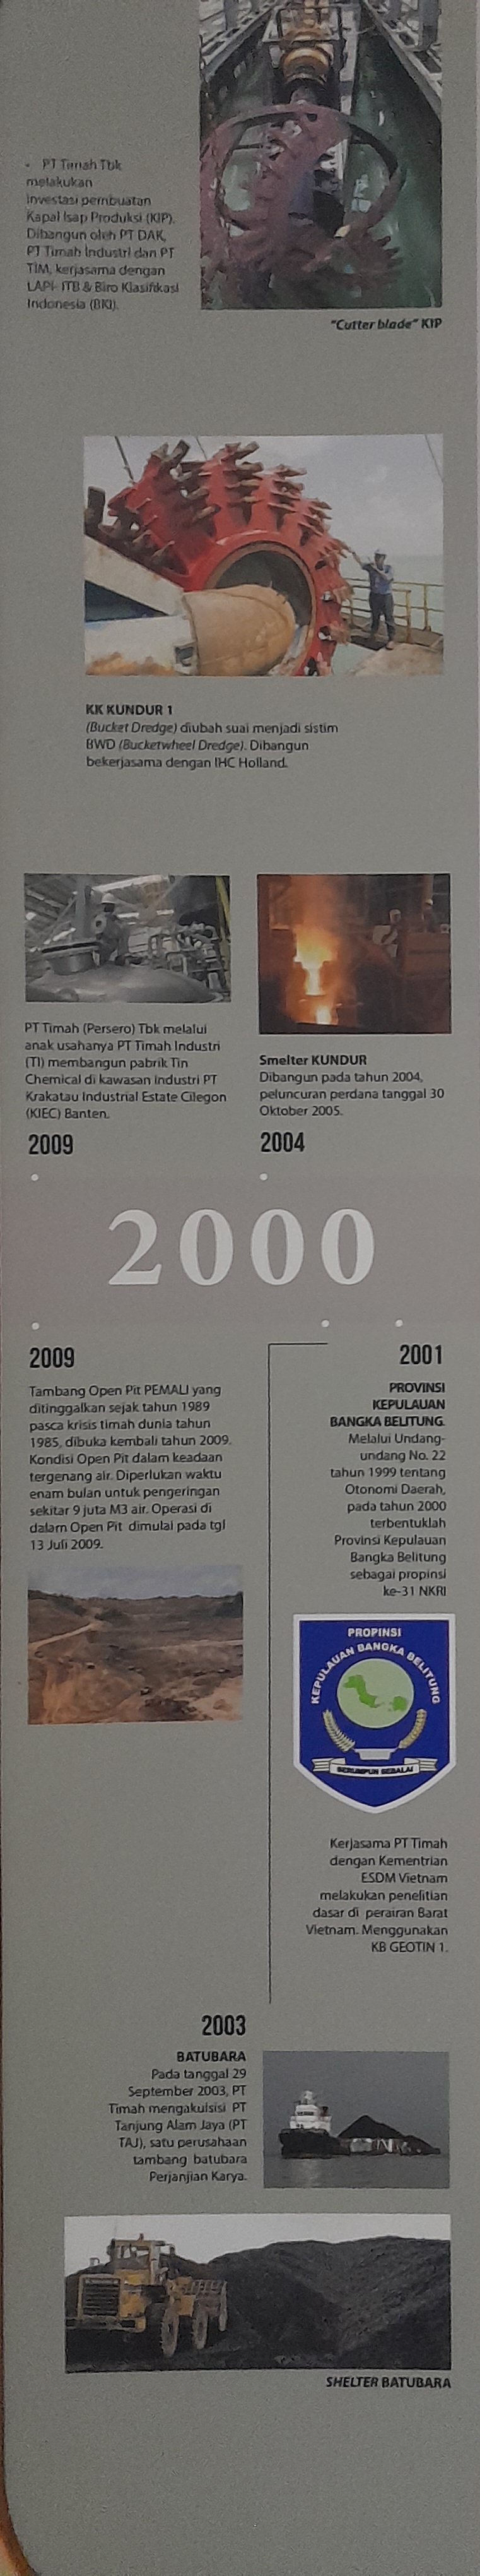 - PT Timah Tbk
melakukan
investasi pembuatan
Kapal Isap Produksi (KIP).
Dibangun oleh PT DAK,
PT Timah Industri dan PT
TIM, kerjasama dengan
LAPI- ITB & Biro Klasifikasi
Indonesia (BKI).
"Cutter blade" KIP
KK KUNDUR 1
(Bucket Dredge) diubah suai menjadi sistim
BWD (Bucketwheel Dredge). Dibangun
bekerjasama dengan IHC Holland.
PT Timah (Persero) Tbk melalui
anak usahanya PT Timah Industri
(TI) membangun pabrik Tin
Chemical di kawasan industri PT
Krakatau Industrial Estate Cilegon
(KIEC) Banten.
2009
Smelter KUNDUR
Dibangun pada tahun 2004,
peluncuran perdana tanggal 30
Oktober 2005.
2004
2000
2009
Tambang Open Pit PEMALI yang
ditinggalkan sejak tahun 1989
pasca krisis timah dunia tahun
1985, dibuka kembali tahun 2009.
Kondisi Open Pit dalam keadaan
tergenang air. Diperlukan waktu
enam bulan untuk pengeringan
sekitar 9 juta M3 air. Operasi di
dalam Open Pit dimulai pada tgl
13 Juli 2009.
2001
PROVINSI
KEPULAUAN
BANGKA BELITUNG.
Melalui Undang-
undang No. 22
tahun 1999 tentang
Otonomi Daerah,
pada tahun 2000
terbentuklah
Provinsi Kepulauan
Bangka Belitung
sebagai propinsi
ke-31 NKRI
PROPINSI
KEPULAUAN BANGKA BELITUNG
SERUMPUN SEBALAI
Kerjasama PT Timah
dengan Kementrian
ESDM Vietnam
melakukan penelitian
dasar di perairan Barat
Vietnam. Menggunakan
KB GEOTIN 1.
2003
BATUBARA
Pada tanggal 29
September 2003, PT
Timah mengakuisisi PT
Tanjung Alam Jaya (PT
TAJ), satu perusahaan
tambang batubara
Perjanjian Karya.
SHELTER BATUBARA